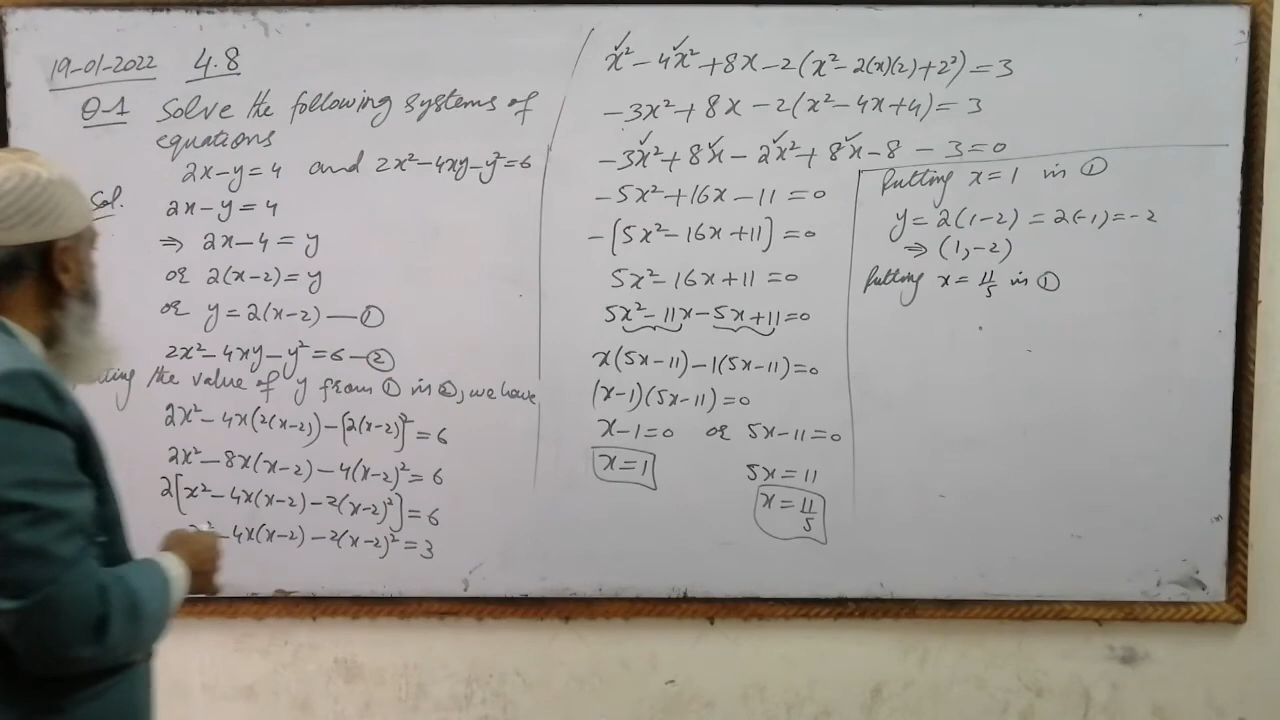 19-01-2022 4.8
Q-1 Solve the following systems of
equations
2x-y=4 and 2x²-4xy-y²=6
Sol.
2x-y=4
⇒ 2x-4=y
or 2(x-2)=y
or y=2(x-2) — ①
2x²-4xy-y²=6 — ②
the value of y from ① in ②, we have
2x²-4x(2(x-2))-[2(x-2)]²=6
2x²-8x(x-2)-4(x-2)²=6
2[x²-4x(x-2)-2(x-2)²]=6
-4x(x-2)-2(x-2)²=3
x²-4x²+8x-2(x²-2(x)(2)+2²)=3
-3x²+8x-2(x²-4x+4)=3
-3x²+8x-2x²+8x-8-3=0
-5x²+16x-11=0
-[5x²-16x+11]=0
5x²-16x+11=0
5x²-11x-5x+11=0
x(5x-11)-1(5x-11)=0
(x-1)(5x-11)=0
x-1=0 or 5x-11=0
x=1
5x=11
x=11/5
Putting x=1 in ①
y=2(1-2)=2(-1)=-2
⇒ (1,-2)
Putting x=11/5 in ①